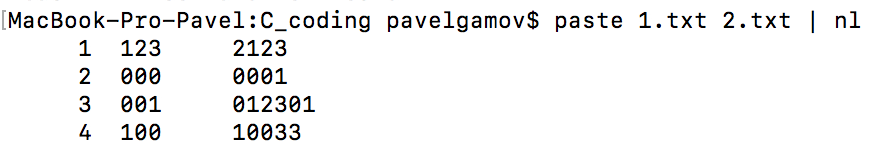 [MacBook-Pro-Pavel:C_coding pavelgamov$ paste 1.txt 2.txt | nl
     1	123	2123
     2	000	0001
     3	001	012301
     4	100	10033